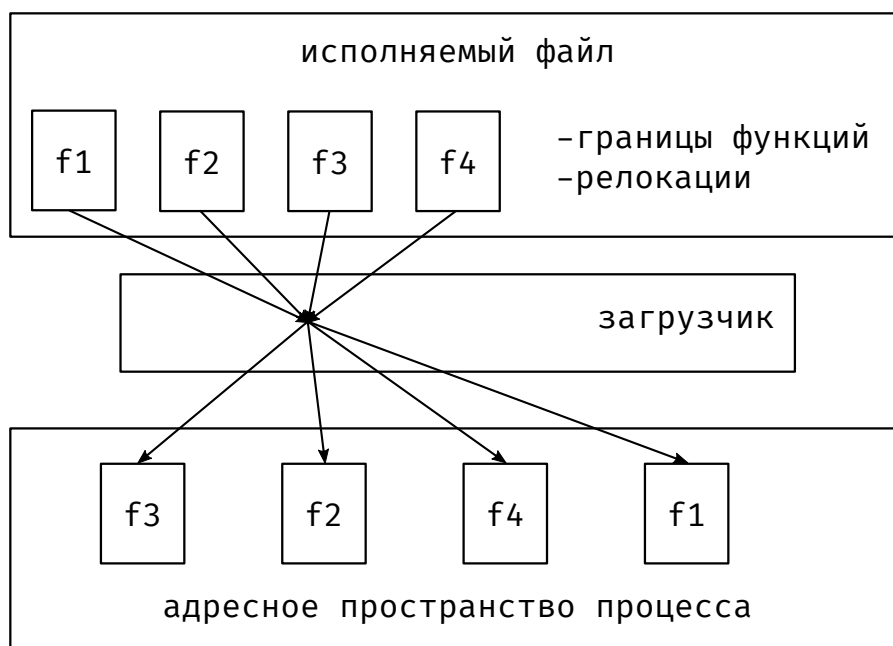 исполняемый файл
f1 f2 f3 f4
-границы функций
-релокации
загрузчик
f3 f2 f4 f1
адресное пространство процесса